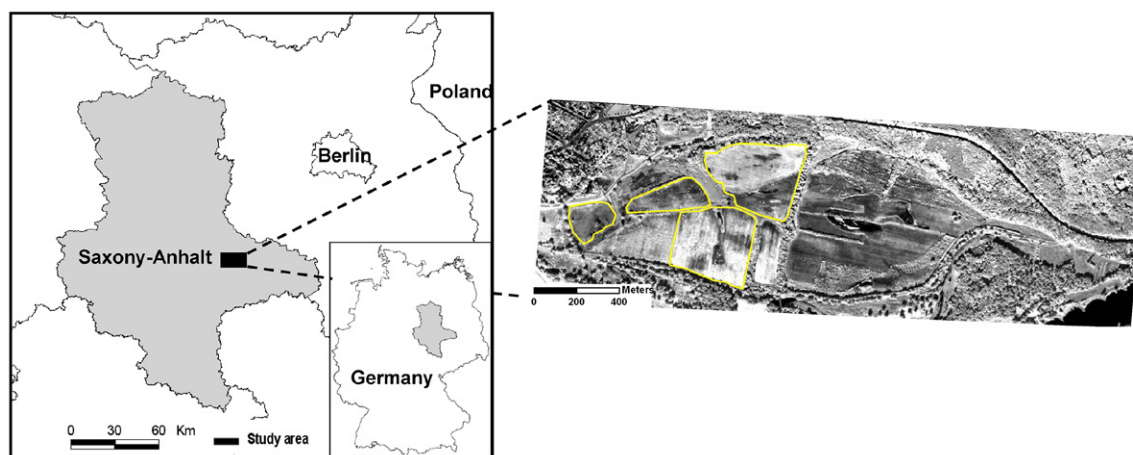 Poland
Berlin
Saxony-Anhalt
Germany
0 30 60 Km
Study area
Meters
0 200 400